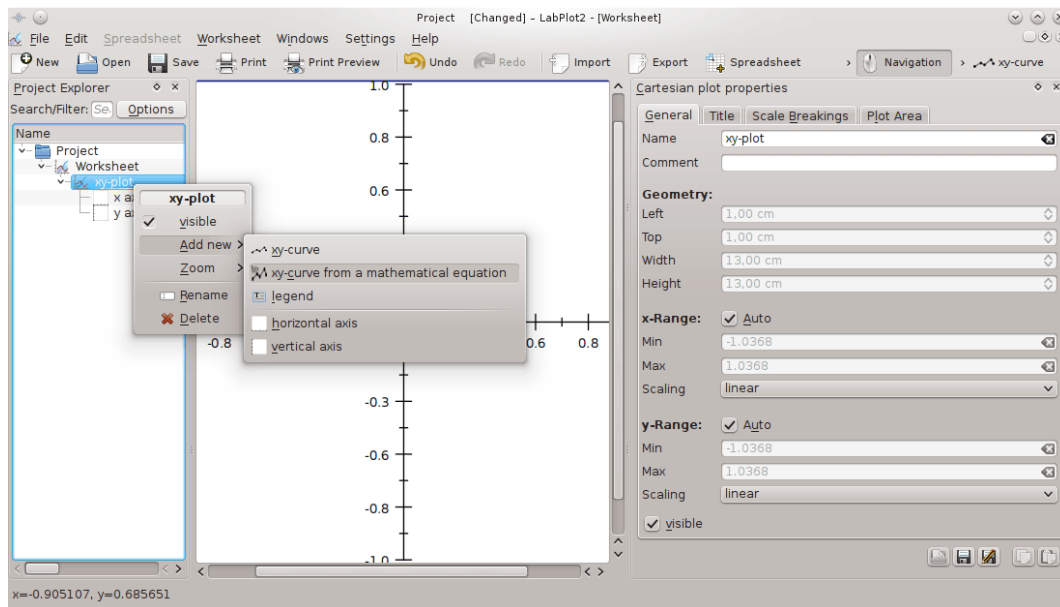 Project [Changed] – LabPlot2 - [Worksheet]
File Edit Spreadsheet Worksheet Windows Settings Help
New Open Save Print Print Preview Undo Redo Import Export Spreadsheet > Navigation > xy-curve
Project Explorer
Search/Filter: Se Options
Name
Project
Worksheet
xy-plot
x a
y a
xy-plot
visible
Add new
Zoom
Rename
Delete
xy-curve
xy-curve from a mathematical equation
legend
horizontal axis
vertical axis
1.0
0.8
0.6
-0.8
0.6
0.8
-0.3
-0.6
-0.8
-1.0
Cartesian plot properties
General Title Scale Breakings Plot Area
Name xy-plot
Comment
Geometry:
Left 1,00 cm
Top 1,00 cm
Width 13,00 cm
Height 13,00 cm
x-Range: Auto
Min -1.0368
Max 1.0368
Scaling linear
y-Range: Auto
Min -1.0368
Max 1.0368
Scaling linear
visible
x=-0.905107, y=0.685651